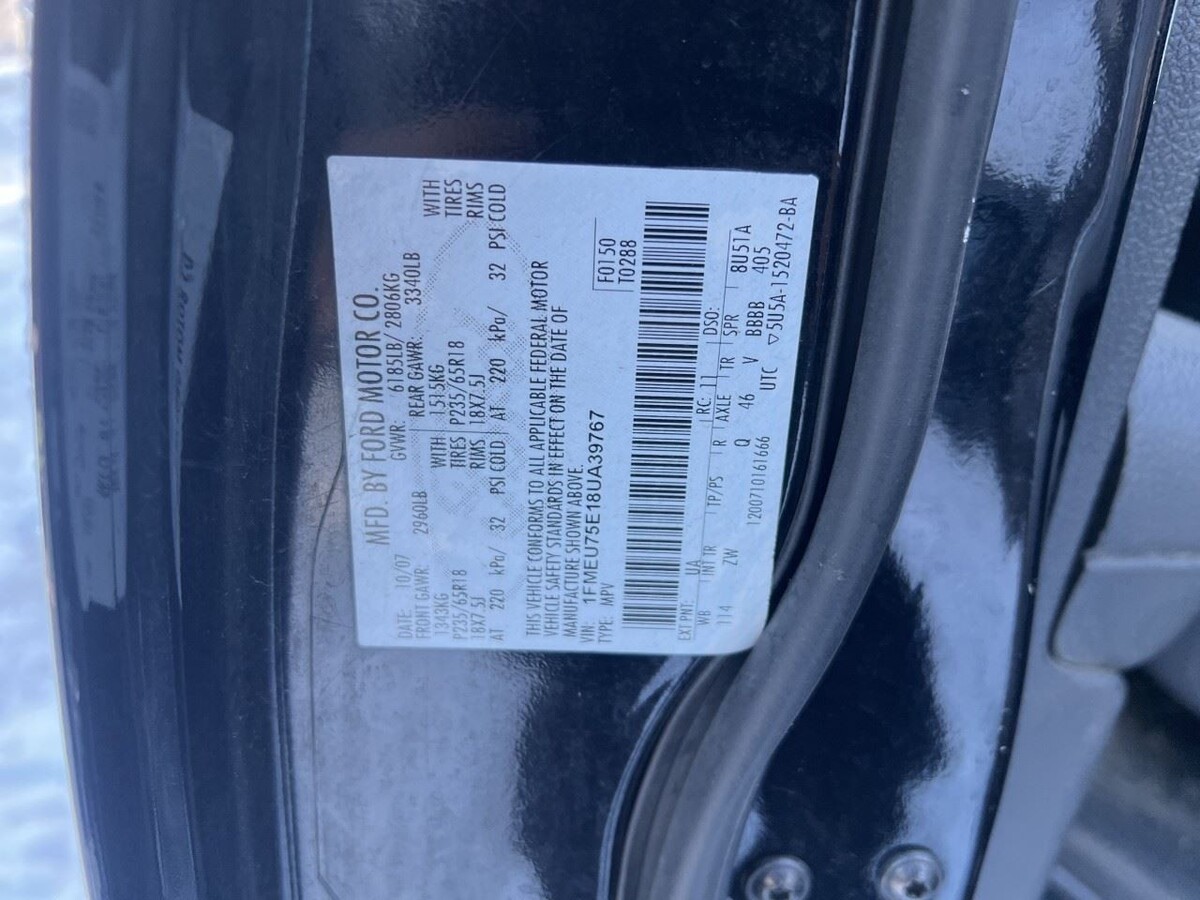 MFD. BY FORD MOTOR CO.
DATE: 10/07 GVWR: 6185LB/ 2806KG
FRONT GAWR: 2960LB REAR GAWR: 3340LB
1343KG WITH 1515KG WITH
P235/65R18 TIRES P235/65R18 TIRES
18X7.5J RIMS 18X7.5J RIMS
AT 220 kPa/ 32 PSI COLD AT 220 kPa/ 32 PSI COLD
THIS VEHICLE CONFORMS TO ALL APPLICABLE FEDERAL MOTOR
VEHICLE SAFETY STANDARDS IN EFFECT ON THE DATE OF
MANUFACTURE SHOWN ABOVE.
VIN: 1FMEU75E18UA39767 F0150
TYPE: MPV T0288
EXT PNT: UA RC: 11 DSO:
WB INT TR TP/PS R AXLE TR SPR 8U51A
114 ZW Q 46 V BBBB 405
1200710161666 UTC ▽5U5A-1520472-BA